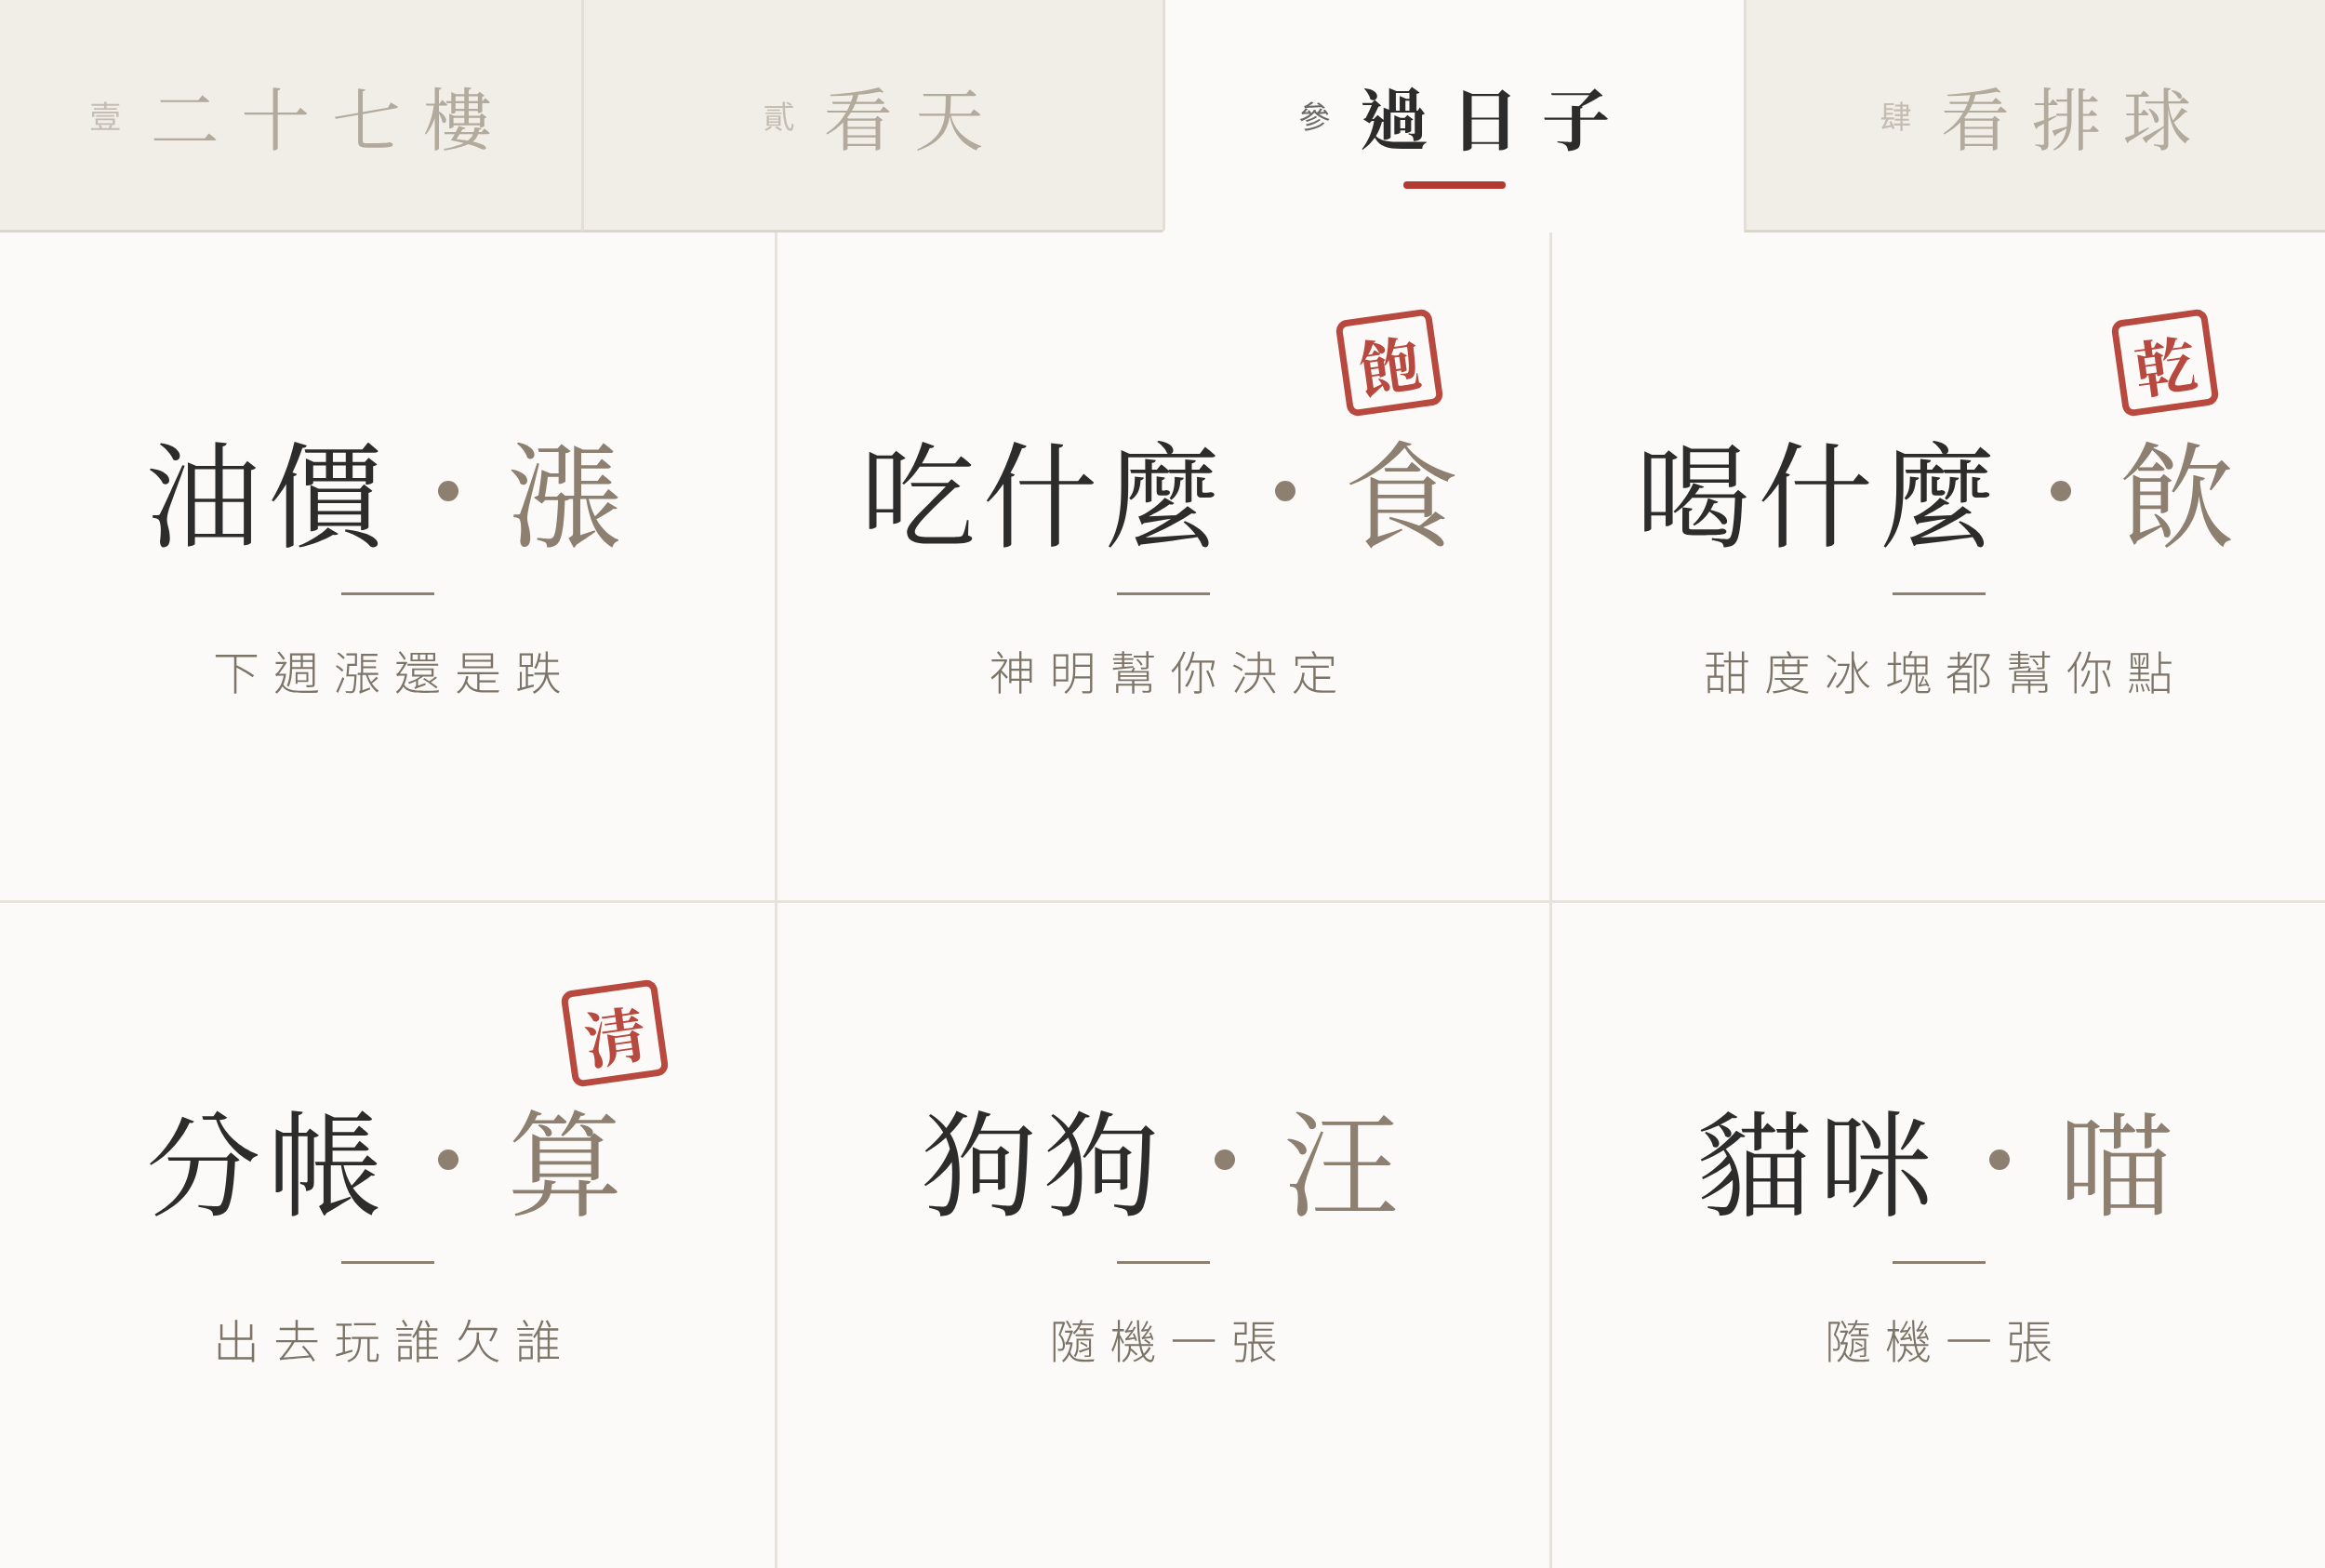 壹 二十七樓
貳 看天
參 過日子
肆 看排球
油價・漲
下週漲還是跌
飽
吃什麼・食
神明幫你決定
乾
喝什麼・飲
甜度冰塊都幫你點
清
分帳・算
出去玩誰欠誰
狗狗・汪
隨機一張
貓咪・喵
隨機一張